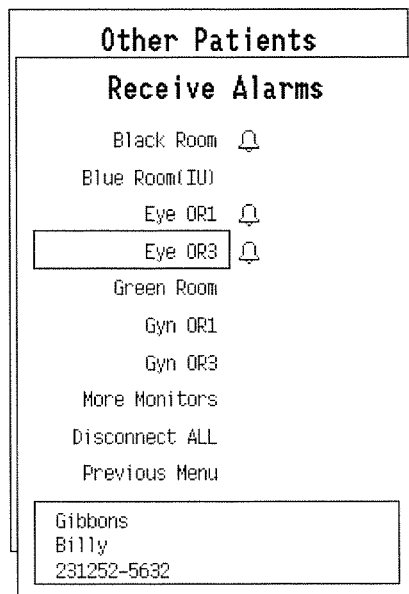 Other Patients
Receive Alarms
Black Room
Blue Room(IU)
Eye OR1
Eye OR3
Green Room
Gyn OR1
Gyn OR3
More Monitors
Disconnect ALL
Previous Menu
Gibbons
Billy
231252-5632